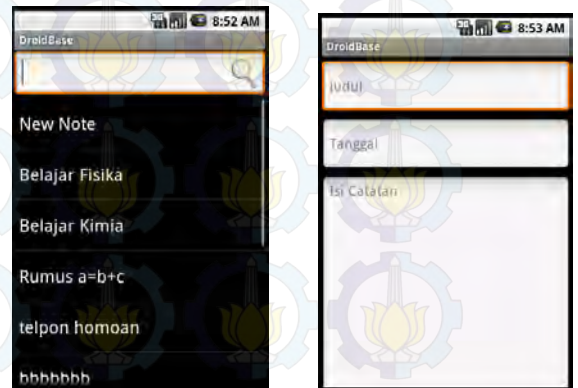 8:52 AM
DroidBase
New Note
Belajar Fisika
Belajar Kimia
Rumus a=b+c
telpon homoan
bbbbbbb
8:53 AM
DroidBase
Judul
Tanggal
Isi Catatan